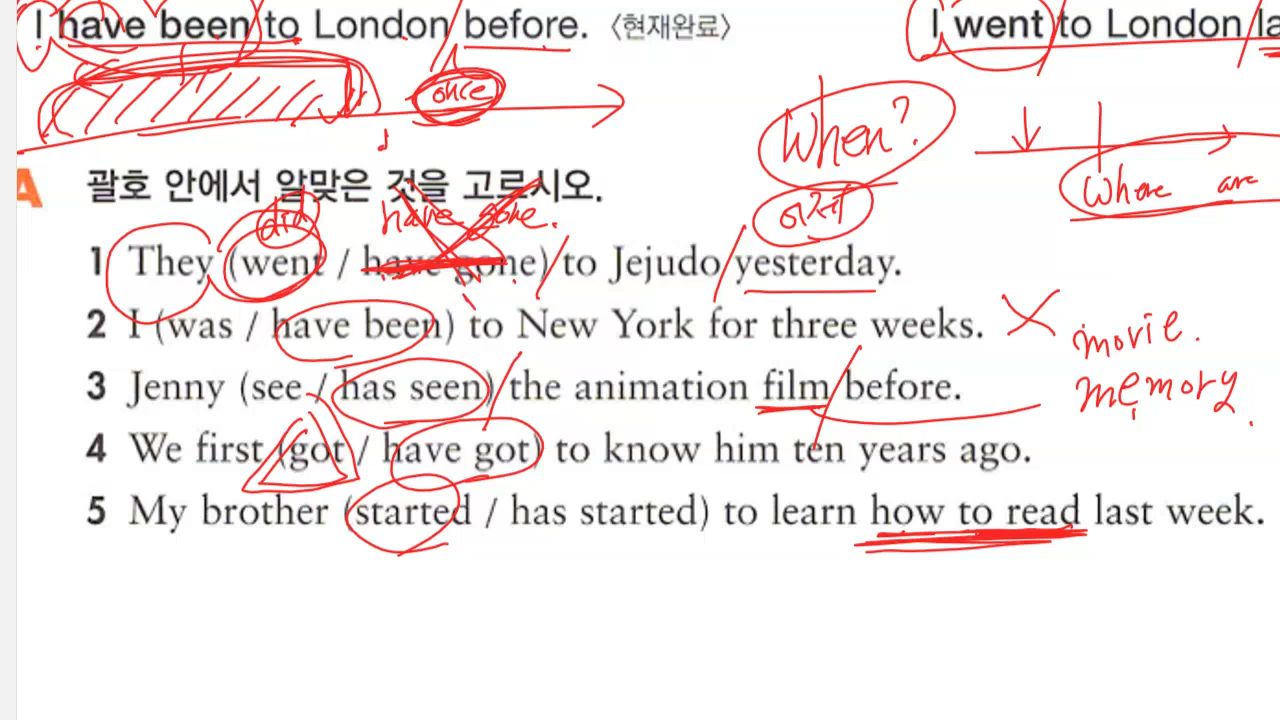 I have been to London before. 〈현재완료〉 I went to London la
once
When?
어제
Where are
A 괄호 안에서 알맞은 것을 고르시오.
did have gone.
1 They (went / have gone) to Jejudo yesterday.
2 I (was / have been) to New York for three weeks.
movie.
3 Jenny (see / has seen) the animation film before.
memory
4 We first (got / have got) to know him ten years ago.
5 My brother (started / has started) to learn how to read last week.